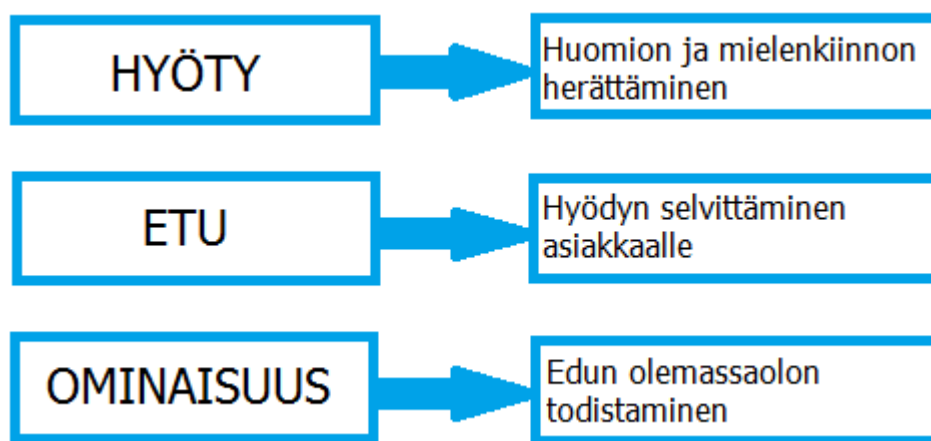 HYÖTY
Huomion ja mielenkiinnon
herättäminen
ETU
Hyödyn selvittäminen
asiakkaalle
OMINAISUUS
Edun olemassaolon
todistaminen